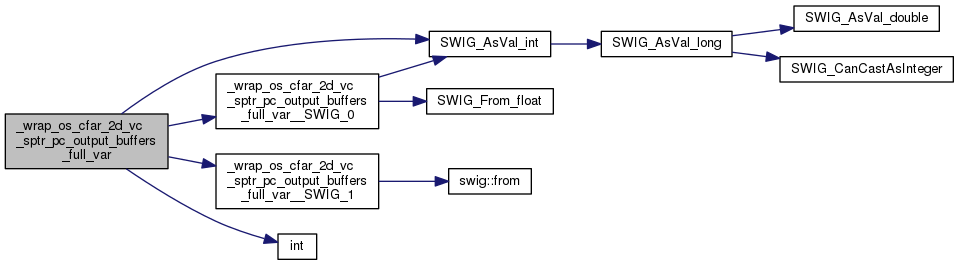 _wrap_os_cfar_2d_vc
_sptr_pc_output_buffers
_full_var
SWIG_AsVal_int
_wrap_os_cfar_2d_vc
_sptr_pc_output_buffers
_full_var__SWIG_0
_wrap_os_cfar_2d_vc
_sptr_pc_output_buffers
_full_var__SWIG_1
int
SWIG_AsVal_long
SWIG_From_float
swig::from
SWIG_AsVal_double
SWIG_CanCastAsInteger